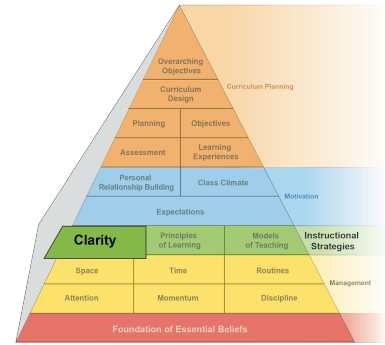 Overarching
Objectives
Curriculum Planning
Curriculum
Design
Planning
Objectives
Assessment
Learning
Experiences
Personal
Relationship Building
Class Climate
Motivation
Expectations
Clarity
Principles
of Learning
Models
of Teaching
Instructional
Strategies
Space
Time
Routines
Management
Attention
Momentum
Discipline
Foundation of Essential Beliefs